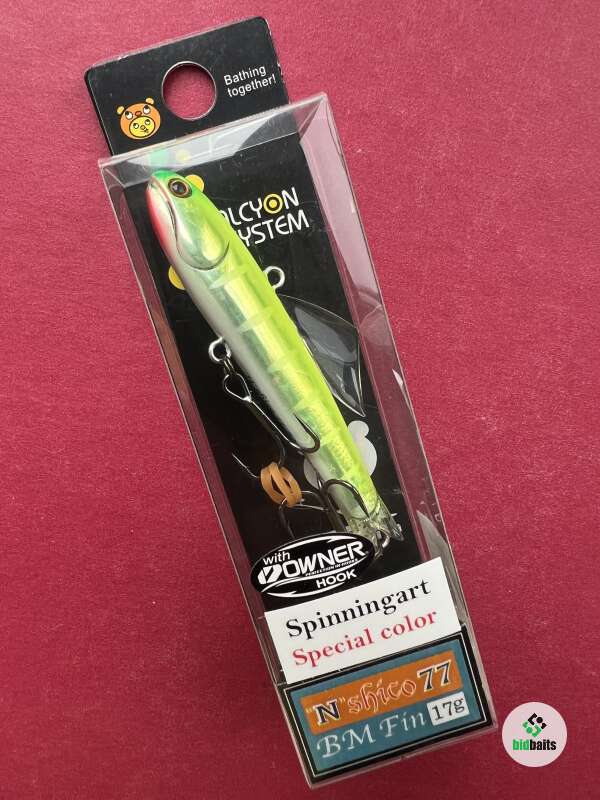 Bathing
together!
ALCYON
SYSTEM
with
OWNER
HOOK
Spinningart
Special color
"N" shico 77
BM Fin 17g
bidbaits